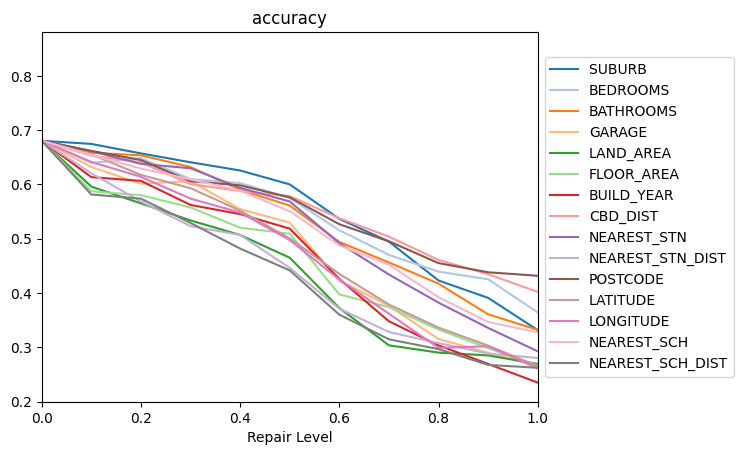 accuracy
0.8
0.7
0.6
0.5
0.4
0.3
0.2
0.0 0.2 0.4 0.6 0.8 1.0
Repair Level
SUBURB
BEDROOMS
BATHROOMS
GARAGE
LAND_AREA
FLOOR_AREA
BUILD_YEAR
CBD_DIST
NEAREST_STN
NEAREST_STN_DIST
POSTCODE
LATITUDE
LONGITUDE
NEAREST_SCH
NEAREST_SCH_DIST